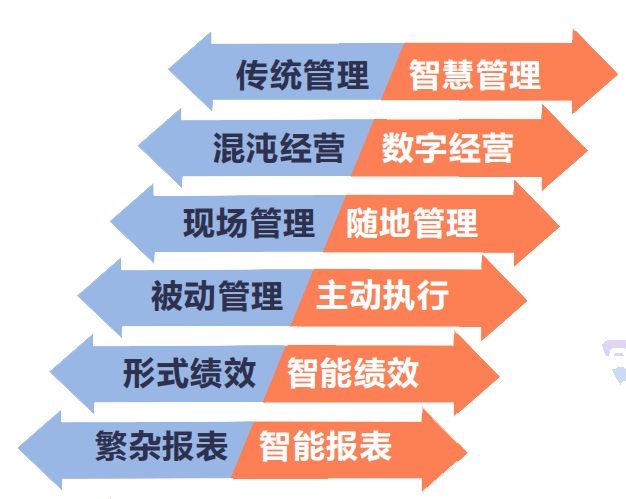 传统管理 智慧管理
混沌经营 数字经营
现场管理 随地管理
被动管理 主动执行
形式绩效 智能绩效
繁杂报表 智能报表